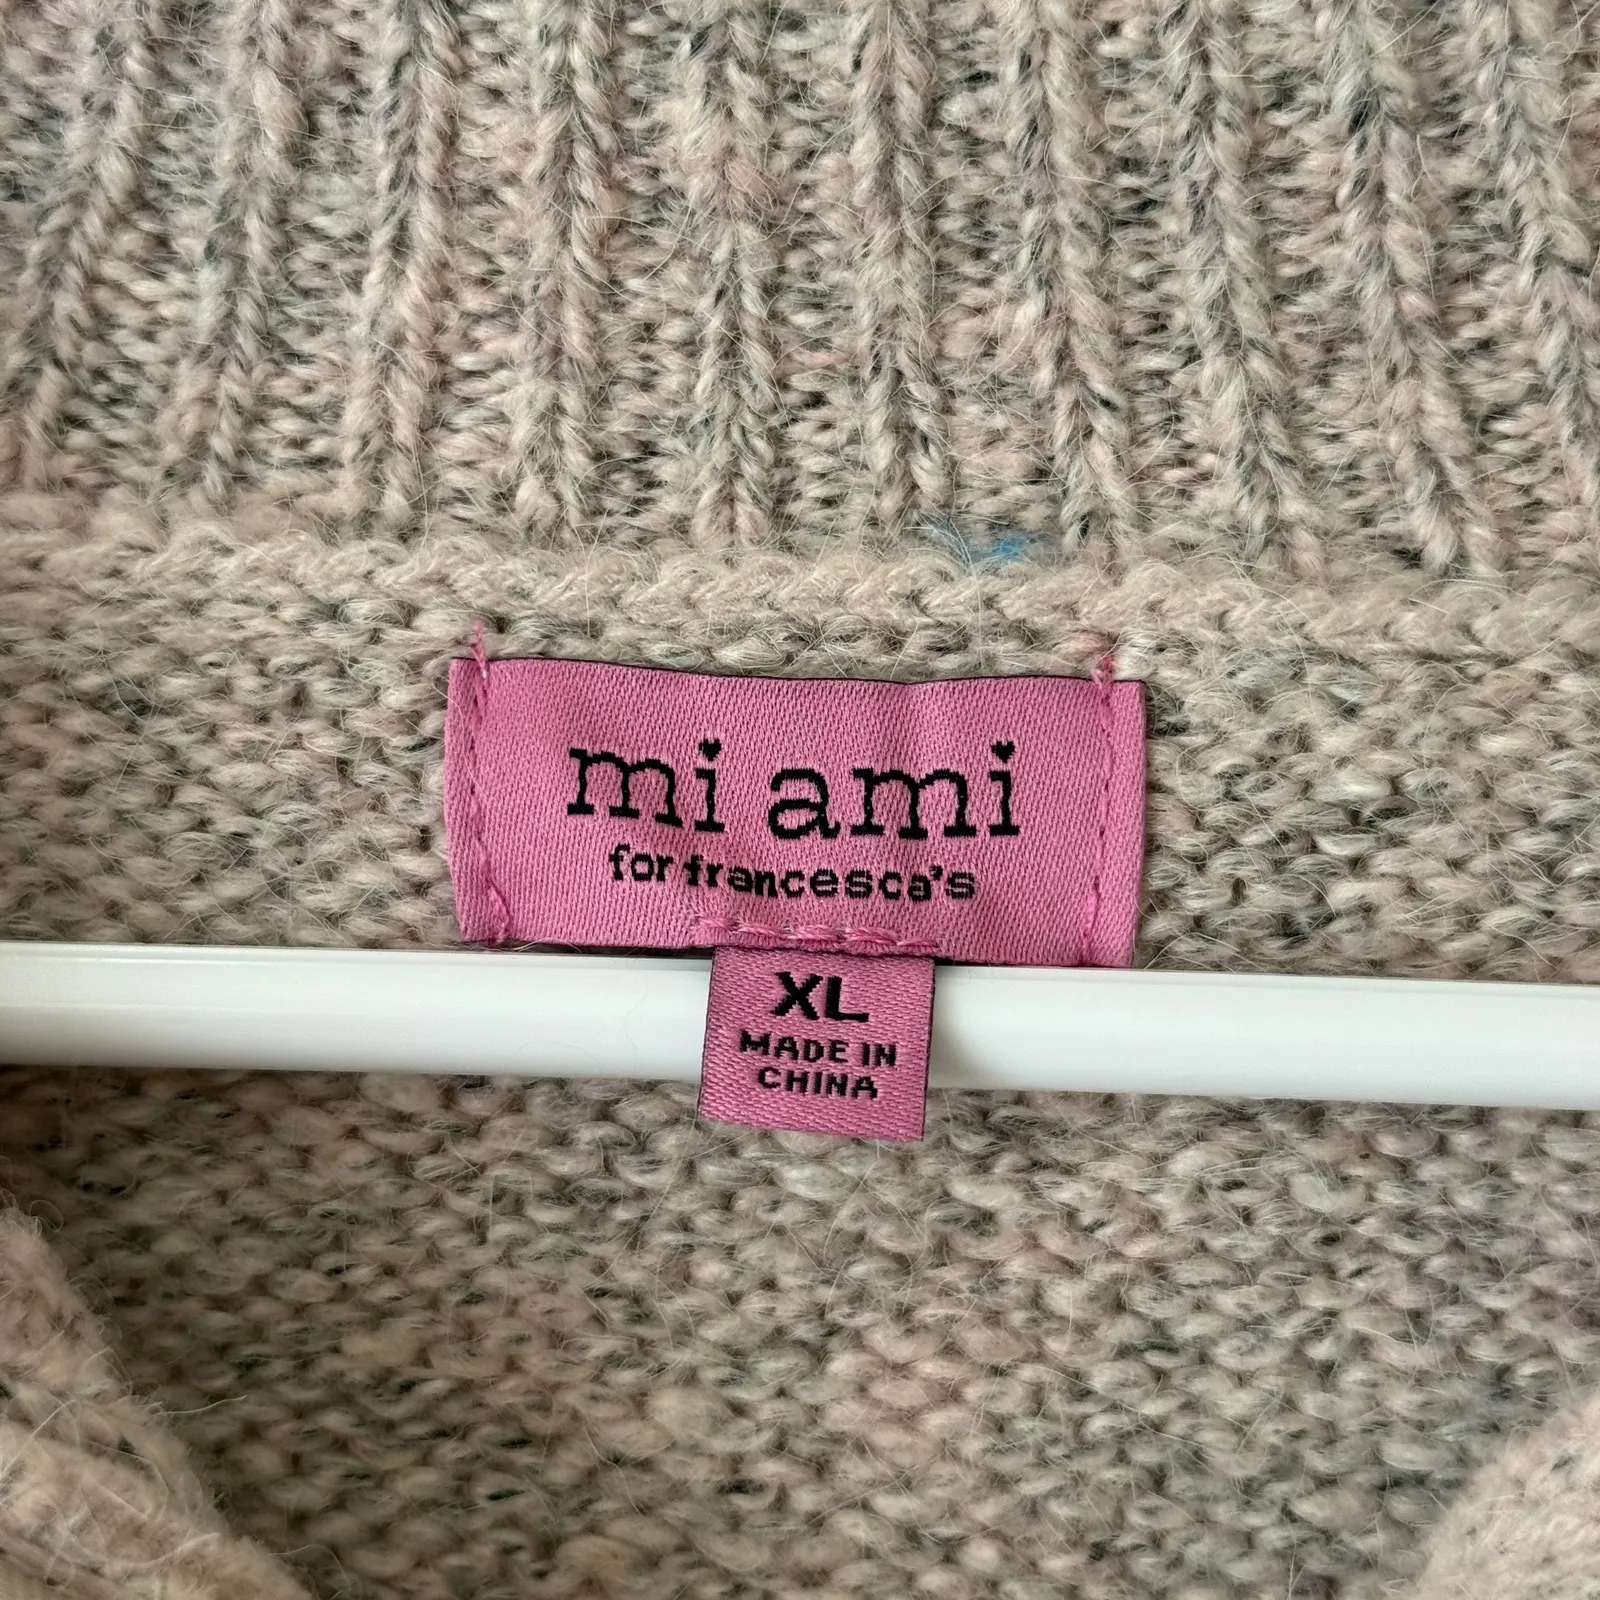 mi ami
for francesca's
XL
MADE IN
CHINA